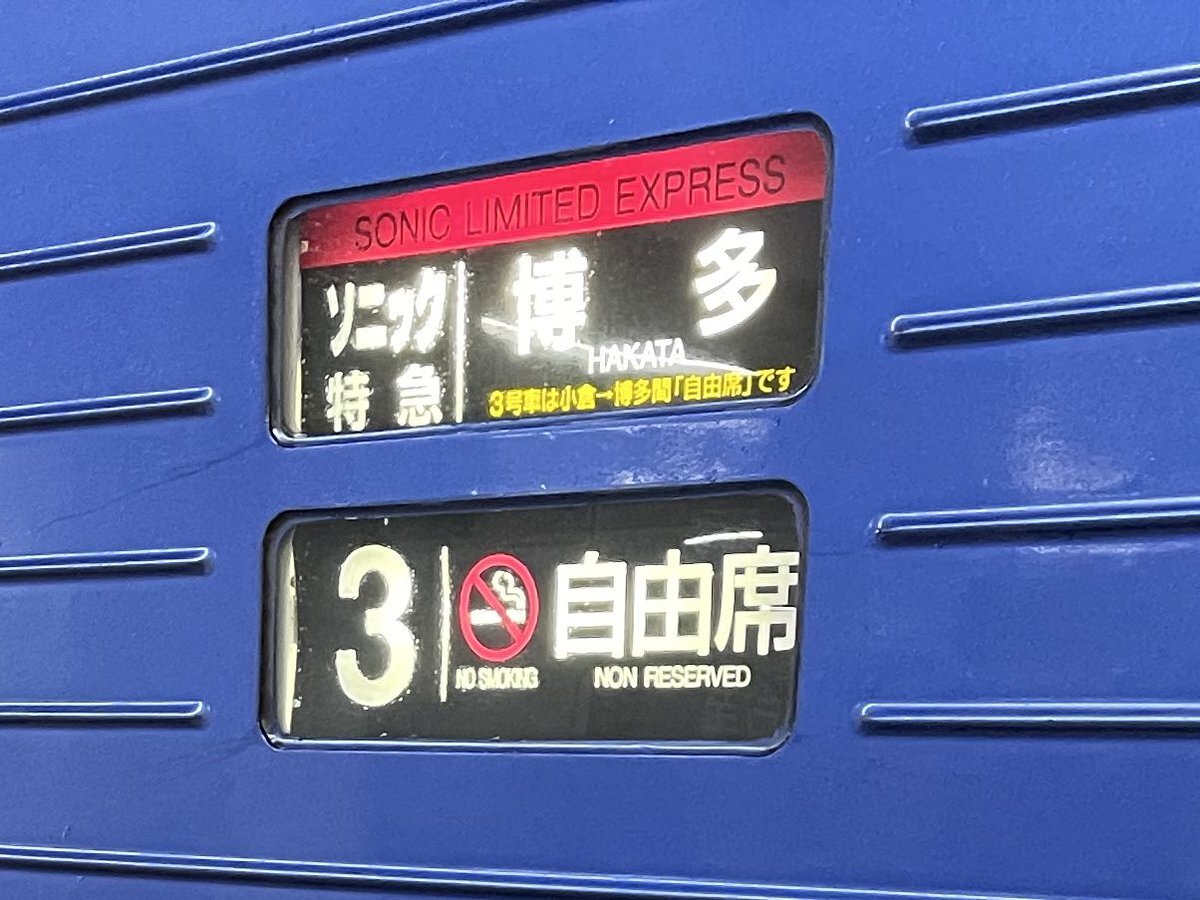 SONIC LIMITED EXPRESS
ソニック
特急
博多
HAKATA
3号車は小倉→博多間「自由席」です
3
NO SMOKING
自由席
NON RESERVED